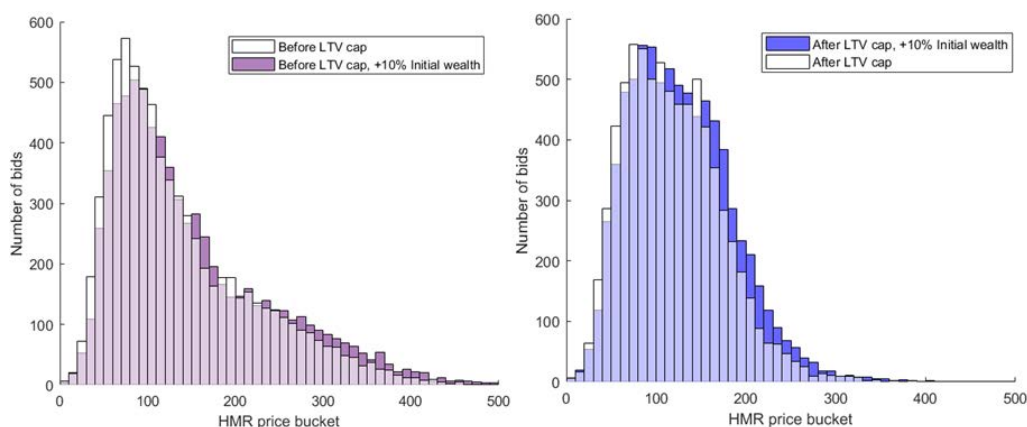 600
500
400
300
200
100
0
Number of bids
Before LTV cap
Before LTV cap, +10% Initial wealth
0 100 200 300 400 500
HMR price bucket
600
500
400
300
200
100
0
Number of bids
After LTV cap, +10% Initial wealth
After LTV cap
0 100 200 300 400 500
HMR price bucket